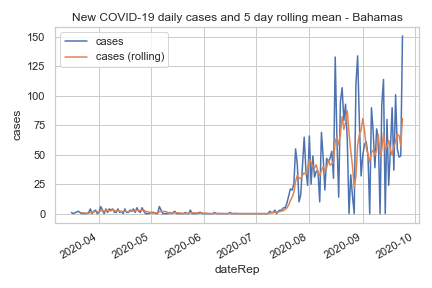 New COVID-19 daily cases and 5 day rolling mean - Bahamas
cases
cases (rolling)
150
125
100
75
50
25
0
cases
2020-04
2020-05
2020-06
2020-07
2020-08
2020-09
2020-10
dateRep